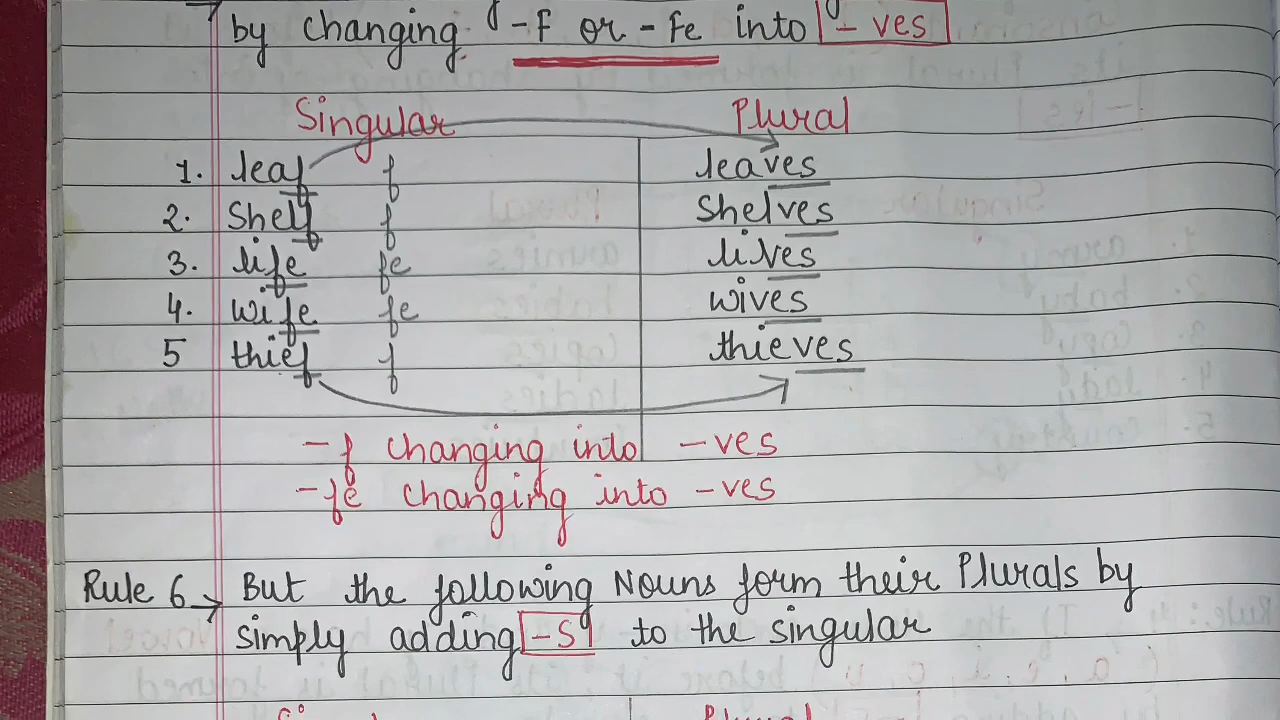 by changing -F or - Fe into - ves
Singular Plural
1. leaf f leaves
2. Shelf f Shelves
3. life fe lives
4. wife fe wives
5 thief f thieves
- f changing into - ves
- fe changing into - ves
Rule 6 → But the following Nouns form their Plurals by
simply adding -S to the singular
Plural